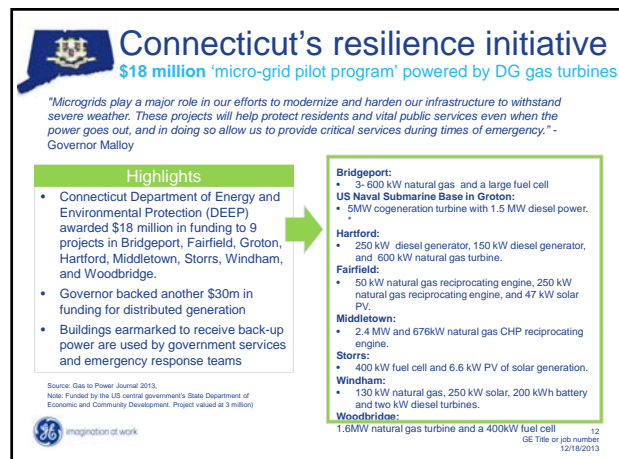 Connecticut's resilience initiative
$18 million 'micro-grid pilot program' powered by DG gas turbines
"Microgrids play a major role in our efforts to modernize and harden our infrastructure to withstand
severe weather. These projects will help protect residents and vital public services even when the
power goes out, and in doing so allow us to provide critical services during times of emergency." -
Governor Malloy
Highlights
• Connecticut Department of Energy and
Environmental Protection (DEEP)
awarded $18 million in funding to 9
projects in Bridgeport, Fairfield, Groton,
Hartford, Middletown, Storrs, Windham,
and Woodbridge.
• Governor backed another $30m in
funding for distributed generation
• Buildings earmarked to receive back-up
power are used by government services
and emergency response teams
Bridgeport:
• 3- 600 kW natural gas and a large fuel cell
US Naval Submarine Base in Groton:
• 5MW cogeneration turbine with 1.5 MW diesel power.
*
Hartford:
• 250 kW diesel generator, 150 kW diesel generator,
and 600 kW natural gas turbine.
Fairfield:
• 50 kW natural gas reciprocating engine, 250 kW
natural gas reciprocating engine, and 47 kW solar
PV.
Middletown:
• 2.4 MW and 676kW natural gas CHP reciprocating
engine.
Storrs:
• 400 kW fuel cell and 6.6 kW PV of solar generation.
Windham:
• 130 kW natural gas, 250 kW solar, 200 kWh battery
and two kW diesel turbines.
Woodbridge:
1.6MW natural gas turbine and a 400kW fuel cell
Source: Gas to Power Journal 2013,
Note: Funded by the US central government's State Department of
Economic and Community Development. Project valued at 3 million)
imagination at work
12
GE Title or job number
12/18/2013